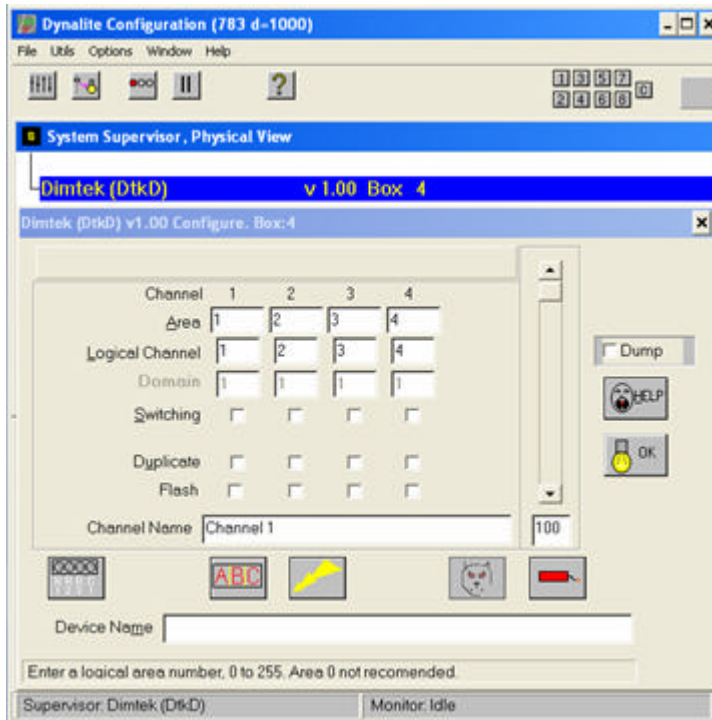 Dynalite Configuration (783 d=1000)
File Utils Options Window Help
1 3 5 7
2 4 6 8 C
System Supervisor, Physical View
Dimtek (DtkD) v 1.00 Box 4
Dimtek (DtkD) v1.00 Configure. Box:4
Channel 1 2 3 4
Area 1 2 3 4
Logical Channel 1 2 3 4
Domain 1 1 1 1
Switching
Duplicate
Flash
Channel Name Channel 1 100
Dump
HELP
OK
ABC
Device Name
Enter a logical area number, 0 to 255. Area 0 not recomended.
Supervisor: Dimtek (DtkD) Monitor: Idle